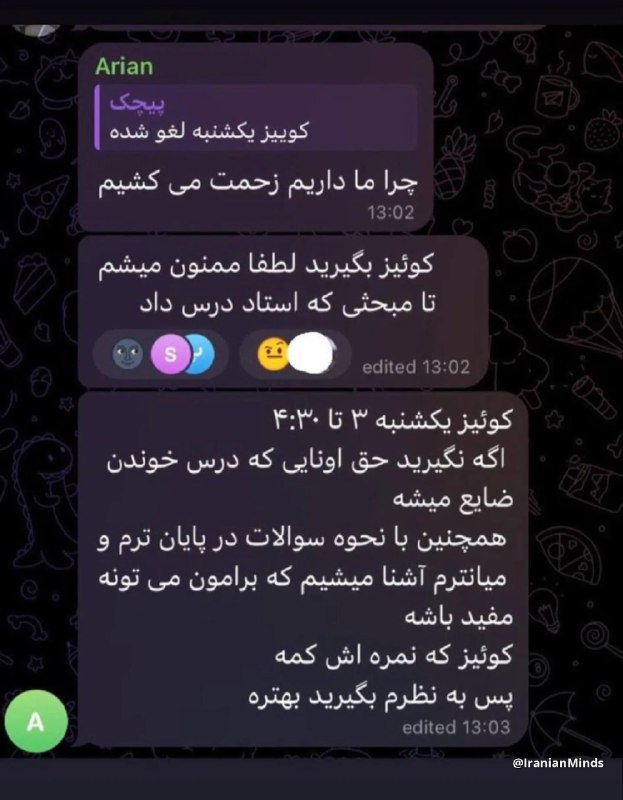 Arian
پیچک
کوییز یکشنبه لغو شده
چرا ما داریم زحمت می کشیم
13:02
کوئیز بگیرید لطفا ممنون میشم
تا مبحثی که استاد درس داد
S
edited 13:02
کوئیز یکشنبه ۳ تا ۴:۳۰
اگه نگیرید حق اونایی که درس خوندن
ضایع میشه
همچنین با نحوه سوالات در پایان ترم و
میانترم آشنا میشیم که برامون می تونه
مفید باشه
کوئیز که نمره اش کمه
پس به نظرم بگیرید بهتره
edited 13:03
A
@IranianMinds